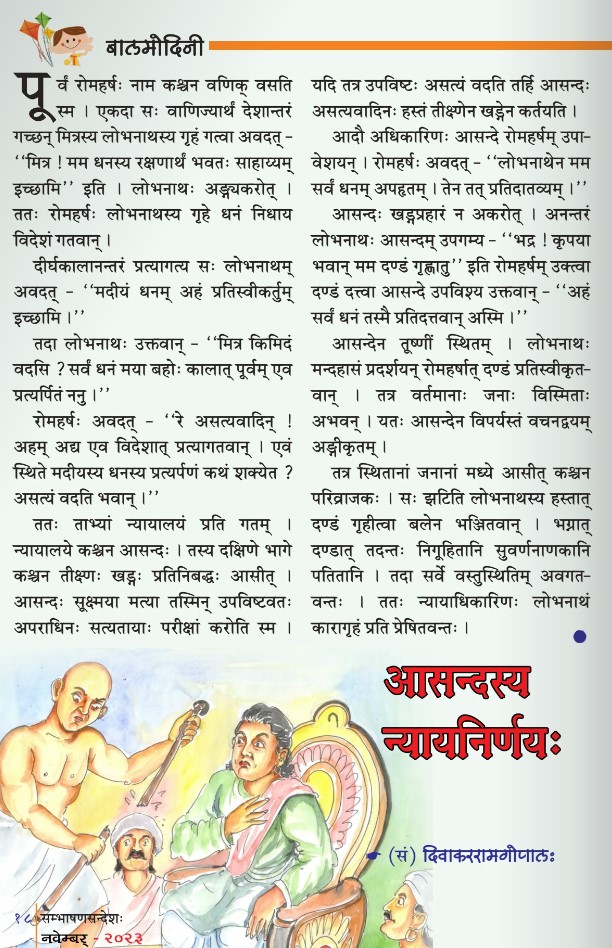 बालमोदिनी
पूर्वं रोमहर्षः नाम कश्चन वणिक् वसति
स्म । एकदा सः वाणिज्यार्थं देशान्तरं
गच्छन् मित्रस्य लोभनाथस्य गृहं गत्वा अवदत् –
‘‘मित्र ! मम धनस्य रक्षणार्थं भवतः साहाय्यम्
इच्छामि’’ इति । लोभनाथः अङ्ग्यकरोत् ।
ततः रोमहर्षः लोभनाथस्य गृहे धनं निधाय
विदेशं गतवान् ।
दीर्घकालानन्तरं प्रत्यागत्य सः लोभनाथम्
अवदत् – ‘‘मदीयं धनम् अहं प्रतिस्वीकर्तुम्
इच्छामि ।’’
तदा लोभनाथः उक्तवान् – ‘‘मित्र किमिदं
वदसि ? सर्वं धनं मया बहोः कालात् पूर्वम् एव
प्रत्यर्पितं ननु ।’’
रोमहर्षः अवदत् – ‘‘रे असत्यवादिन् !
अहम् अद्य एव विदेशात् प्रत्यागतवान् । एवं
स्थिते मदीयस्य धनस्य प्रत्यर्पणं कथं शक्येत ?
असत्यं वदति भवान् ।’’
ततः ताभ्यां न्यायालयं प्रति गतम् ।
न्यायालये कश्चन आसन्दः । तस्य दक्षिणे भागे
कश्चन तीक्ष्णः खड्गः प्रतिनिबद्धः आसीत् ।
आसन्दः सूक्ष्मया मत्या तस्मिन् उपविष्टवतः
अपराधिनः सत्यतायाः परीक्षां करोति स्म ।
यदि तत्र उपविष्टः असत्यं वदति तर्हि आसन्दः
असत्यवादिनः हस्तं तीक्ष्णेन खड्गेन कर्तयति ।
आदौ अधिकारिणः आसन्दे रोमहर्षम् उपा-
वेशयन् । रोमहर्षः अवदत् – ‘‘लोभनाथेन मम
सर्वं धनम् अपहृतम् । तेन तत् प्रतिदातव्यम् ।’’
आसन्दः खड्गप्रहारं न अकरोत् । अनन्तरं
लोभनाथः आसन्दम् उपगम्य – ‘‘भद्र ! कृपया
भवान् मम दण्डं गृह्णातु’’ इति रोमहर्षम् उक्त्वा
दण्डं दत्त्वा आसन्दे उपविश्य उक्तवान् – ‘‘अहं
सर्वं धनं तस्मै प्रतिदत्तवान् अस्मि ।’’
आसन्देन तूष्णीं स्थितम् । लोभनाथः
मन्दहासं प्रदर्शयन् रोमहर्षात् दण्डं प्रतिस्वीकृत-
वान् । तत्र वर्तमानाः जनाः विस्मिताः
अभवन् । यतः आसन्देन विपर्यस्तं वचनद्वयम्
अङ्गीकृतम् ।
तत्र स्थितानां जनानां मध्ये आसीत् कश्चन
परिव्राजकः । सः झटिति लोभनाथस्य हस्तात्
दण्डं गृहीत्वा बलेन भञ्जितवान् । भग्नात्
दण्डात् तदन्तः निगूहितानि सुवर्णनाणकानि
पतितानि । तदा सर्वे वस्तुस्थितिम् अवगत-
वन्तः । ततः न्यायाधिकारिणः लोभनाथं
कारागृहं प्रति प्रेषितवन्तः ।
आसन्दस्य
न्यायनिर्णयः
(सं) दिवाकररामगोपालः
१८ सम्भाषणसन्देशः
नवेम्बर् - २०२३